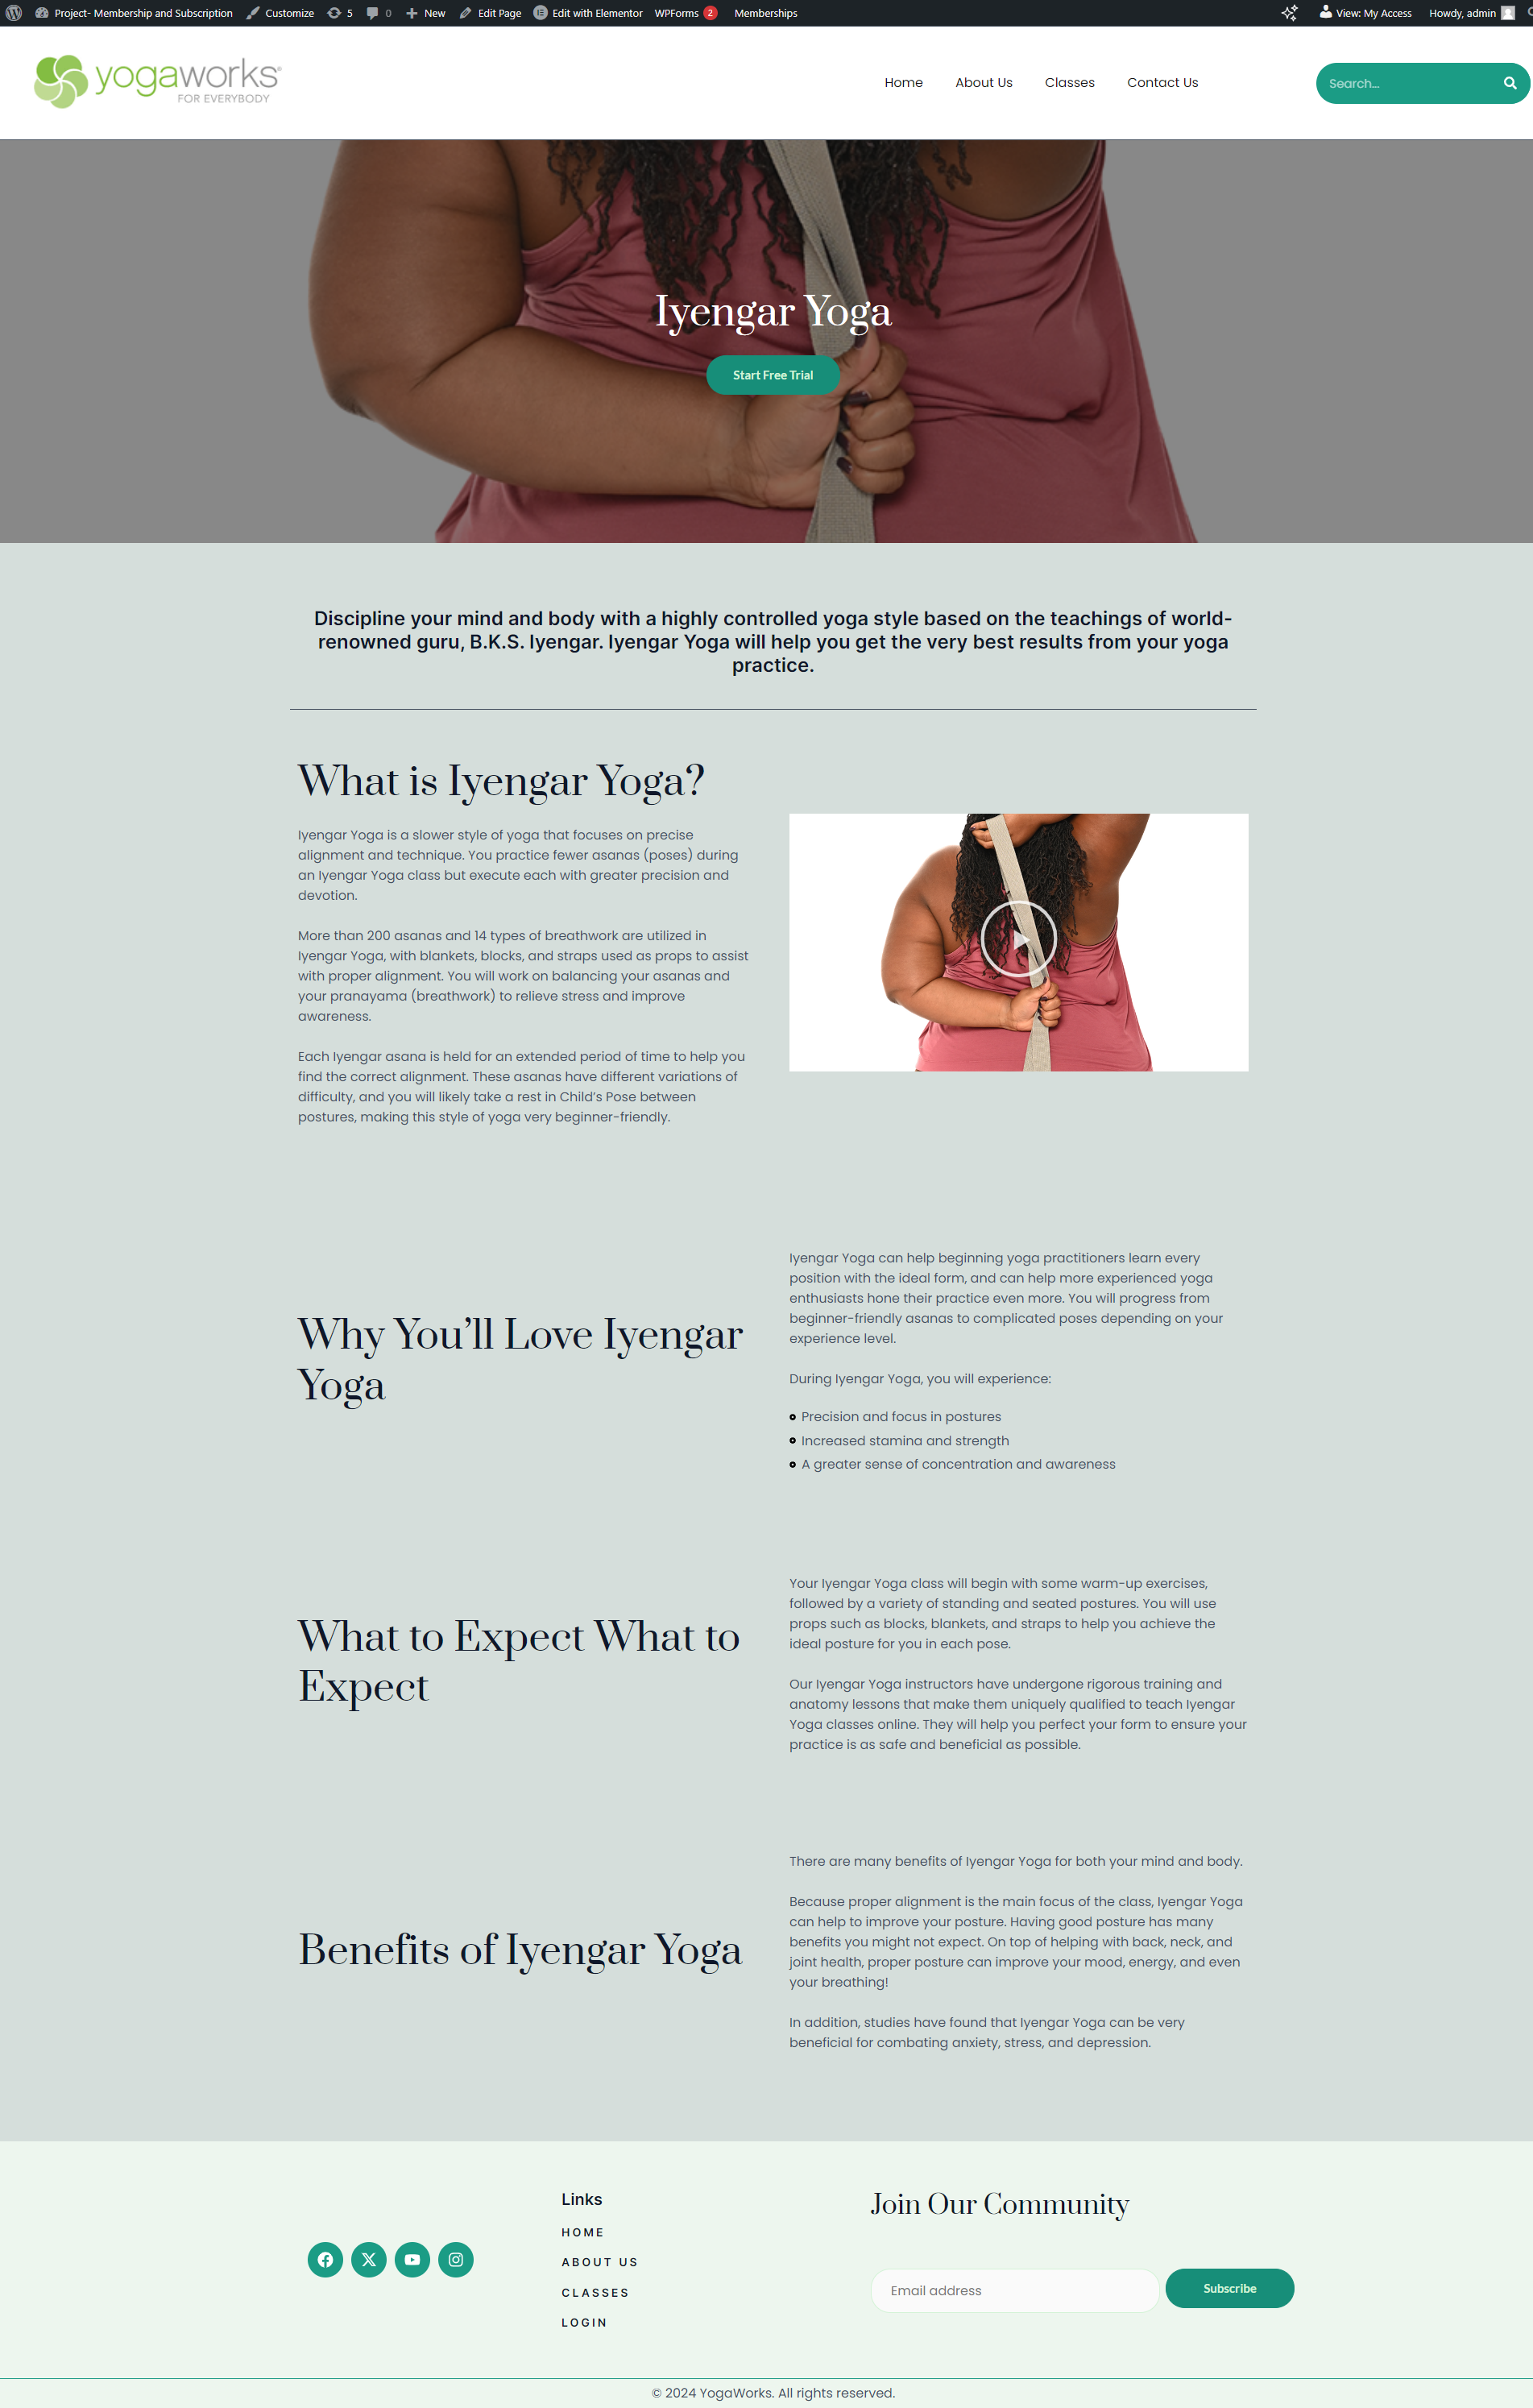 Project- Membership and Subscription Customize 5 0 New Edit Page Edit with Elementor WPForms 2 Memberships View: My Access Howdy, admin
yogaworks®
FOR EVERYBODY
Home About Us Classes Contact Us Search...
Iyengar Yoga
Start Free Trial
Discipline your mind and body with a highly controlled yoga style based on the teachings of world-
renowned guru, B.K.S. Iyengar. Iyengar Yoga will help you get the very best results from your yoga
practice.
What is Iyengar Yoga?
Iyengar Yoga is a slower style of yoga that focuses on precise
alignment and technique. You practice fewer asanas (poses) during
an Iyengar Yoga class but execute each with greater precision and
devotion.
More than 200 asanas and 14 types of breathwork are utilized in
Iyengar Yoga, with blankets, blocks, and straps used as props to assist
with proper alignment. You will work on balancing your asanas and
your pranayama (breathwork) to relieve stress and improve
awareness.
Each Iyengar asana is held for an extended period of time to help you
find the correct alignment. These asanas have different variations of
difficulty, and you will likely take a rest in Child’s Pose between
postures, making this style of yoga very beginner-friendly.
Why You’ll Love Iyengar
Yoga
Iyengar Yoga can help beginning yoga practitioners learn every
position with the ideal form, and can help more experienced yoga
enthusiasts hone their practice even more. You will progress from
beginner-friendly asanas to complicated poses depending on your
experience level.
During Iyengar Yoga, you will experience:
Precision and focus in postures
Increased stamina and strength
A greater sense of concentration and awareness
What to Expect What to
Expect
Your Iyengar Yoga class will begin with some warm-up exercises,
followed by a variety of standing and seated postures. You will use
props such as blocks, blankets, and straps to help you achieve the
ideal posture for you in each pose.
Our Iyengar Yoga instructors have undergone rigorous training and
anatomy lessons that make them uniquely qualified to teach Iyengar
Yoga classes online. They will help you perfect your form to ensure your
practice is as safe and beneficial as possible.
Benefits of Iyengar Yoga
There are many benefits of Iyengar Yoga for both your mind and body.
Because proper alignment is the main focus of the class, Iyengar Yoga
can help to improve your posture. Having good posture has many
benefits you might not expect. On top of helping with back, neck, and
joint health, proper posture can improve your mood, energy, and even
your breathing!
In addition, studies have found that Iyengar Yoga can be very
beneficial for combating anxiety, stress, and depression.
Links
HOME
ABOUT US
CLASSES
LOGIN
Join Our Community
Email address Subscribe
© 2024 YogaWorks. All rights reserved.